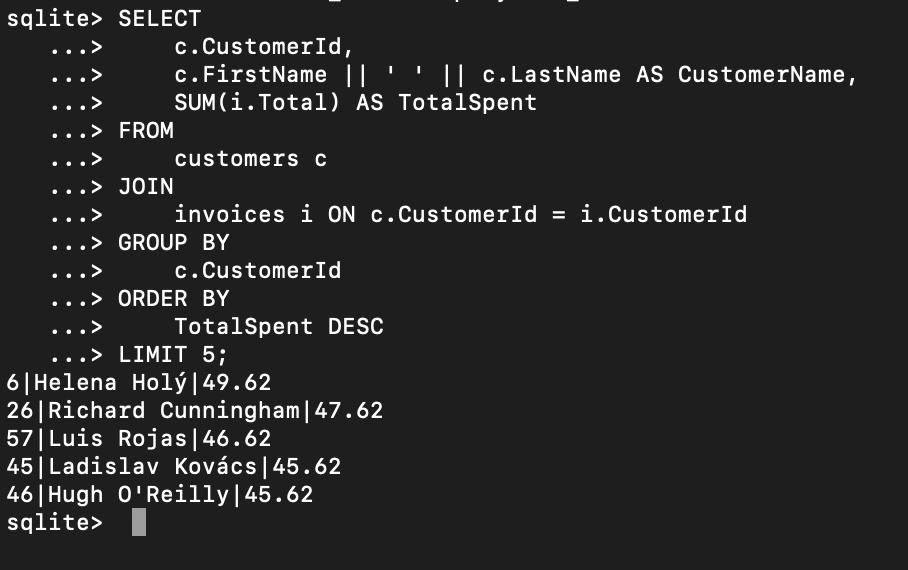 sqlite> SELECT
   ...>     c.CustomerId,
   ...>     c.FirstName || ' ' || c.LastName AS CustomerName,
   ...>     SUM(i.Total) AS TotalSpent
   ...> FROM
   ...>     customers c
   ...> JOIN
   ...>     invoices i ON c.CustomerId = i.CustomerId
   ...> GROUP BY
   ...>     c.CustomerId
   ...> ORDER BY
   ...>     TotalSpent DESC
   ...> LIMIT 5;
6|Helena Holý|49.62
26|Richard Cunningham|47.62
57|Luis Rojas|46.62
45|Ladislav Kovács|45.62
46|Hugh O'Reilly|45.62
sqlite>